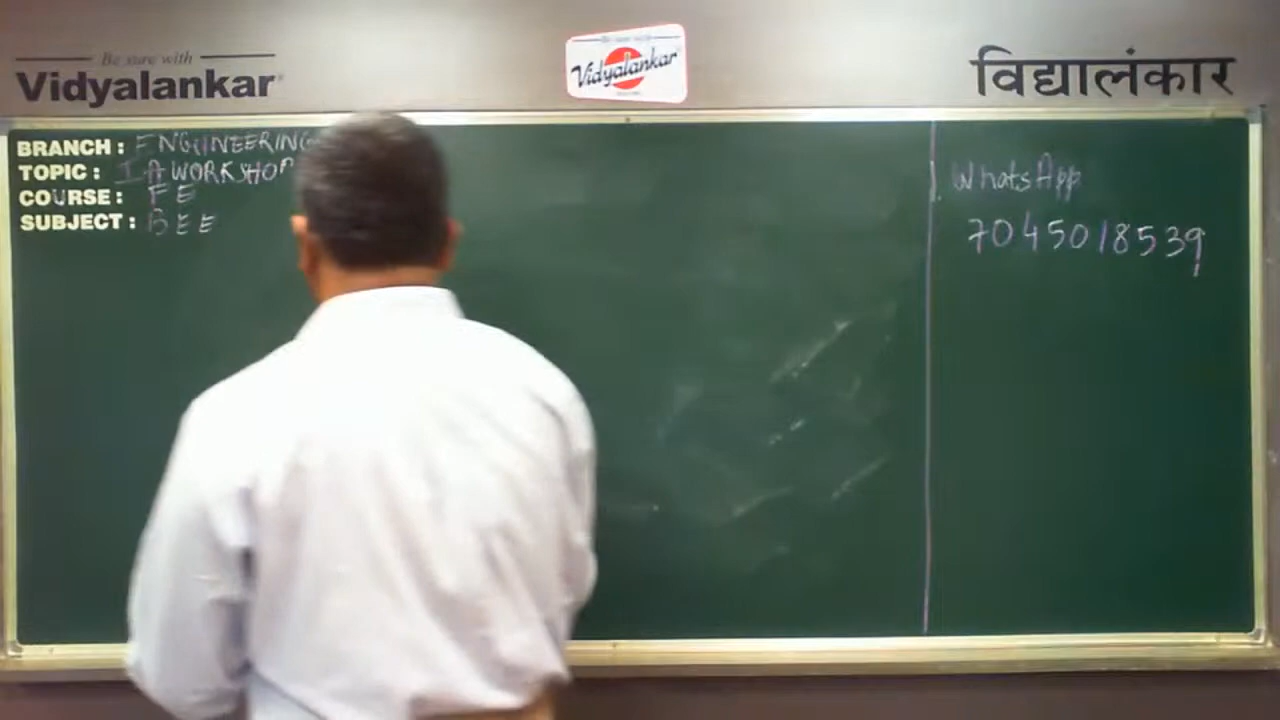 Be sure with
Vidyalankar
Vidyalankar
विद्यालंकार
BRANCH : ENGINEERING
TOPIC : I A WORKSHOP
COURSE : FE
SUBJECT : BEE
WhatsApp
7045018539